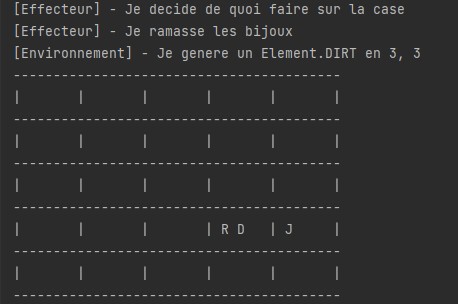 [Effecteur] - Je decide de quoi faire sur la case
[Effecteur] - Je ramasse les bijoux
[Environnement] - Je genere un Element.DIRT en 3, 3
----------------------------------------
|       |       |       |       |       |
----------------------------------------
|       |       |       |       |       |
----------------------------------------
|       |       |       |       |       |
----------------------------------------
|       |       |       | R D   | J     |
----------------------------------------
|       |       |       |       |       |
----------------------------------------